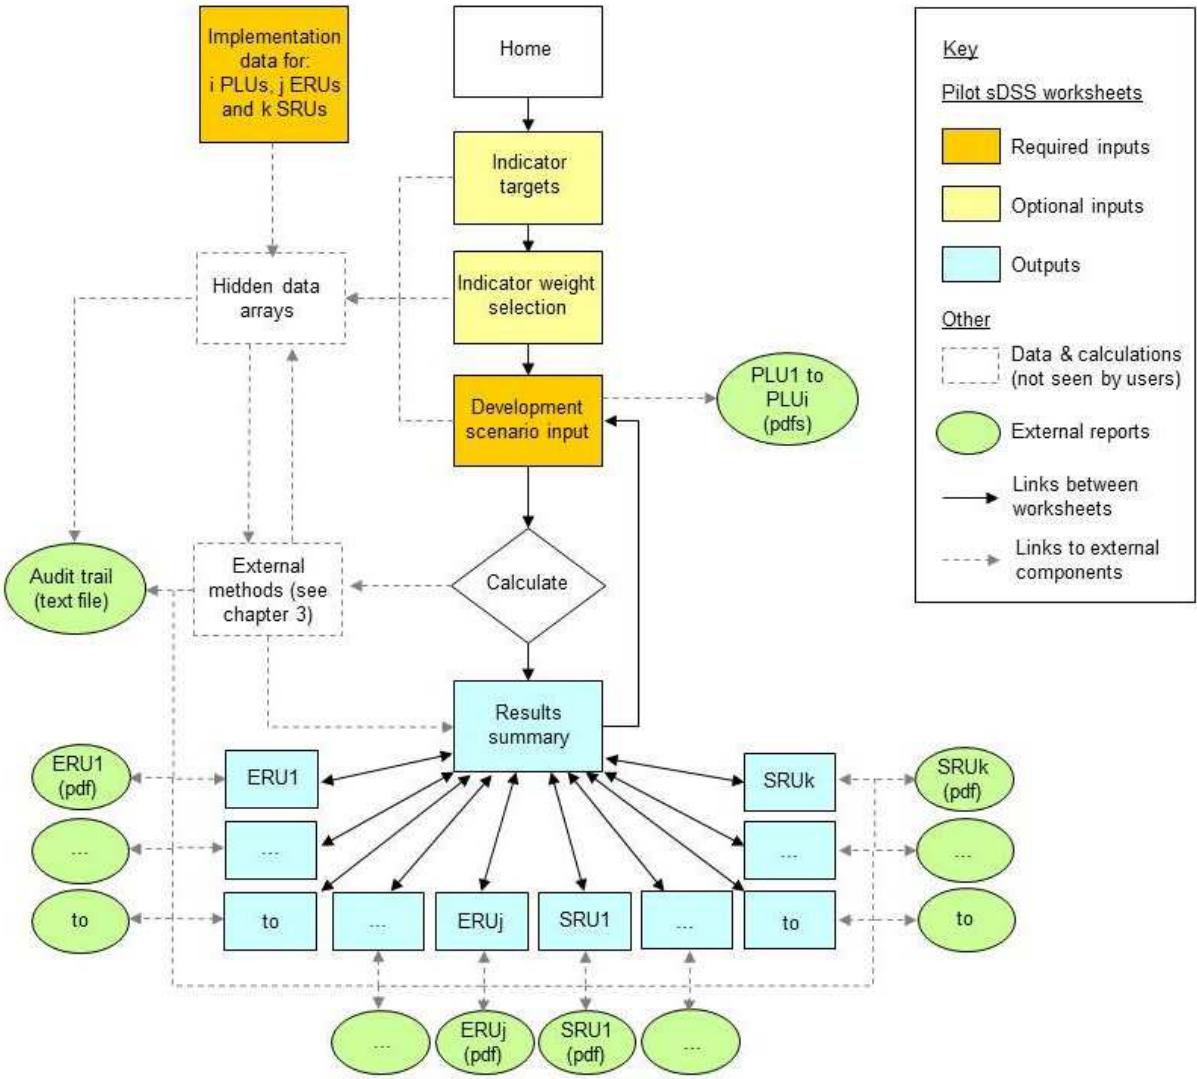 Implementation
data for:
i PLUs, j ERUs
and k SRUs
Home
Indicator
targets
Hidden data
arrays
Indicator weight
selection
Development
scenario input
PLU1 to
PLUi
(pdfs)
Audit trail
(text file)
External
methods (see
chapter 3)
Calculate
Results
summary
ERU1
(pdf)
ERU1
SRUk
SRUk
(pdf)
...
...
...
...
to
to
...
ERUj
SRU1
...
to
to
...
ERUj
(pdf)
SRU1
(pdf)
...
Key
Pilot sDSS worksheets
Required inputs
Optional inputs
Outputs
Other
Data & calculations
(not seen by users)
External reports
Links between
worksheets
Links to external
components